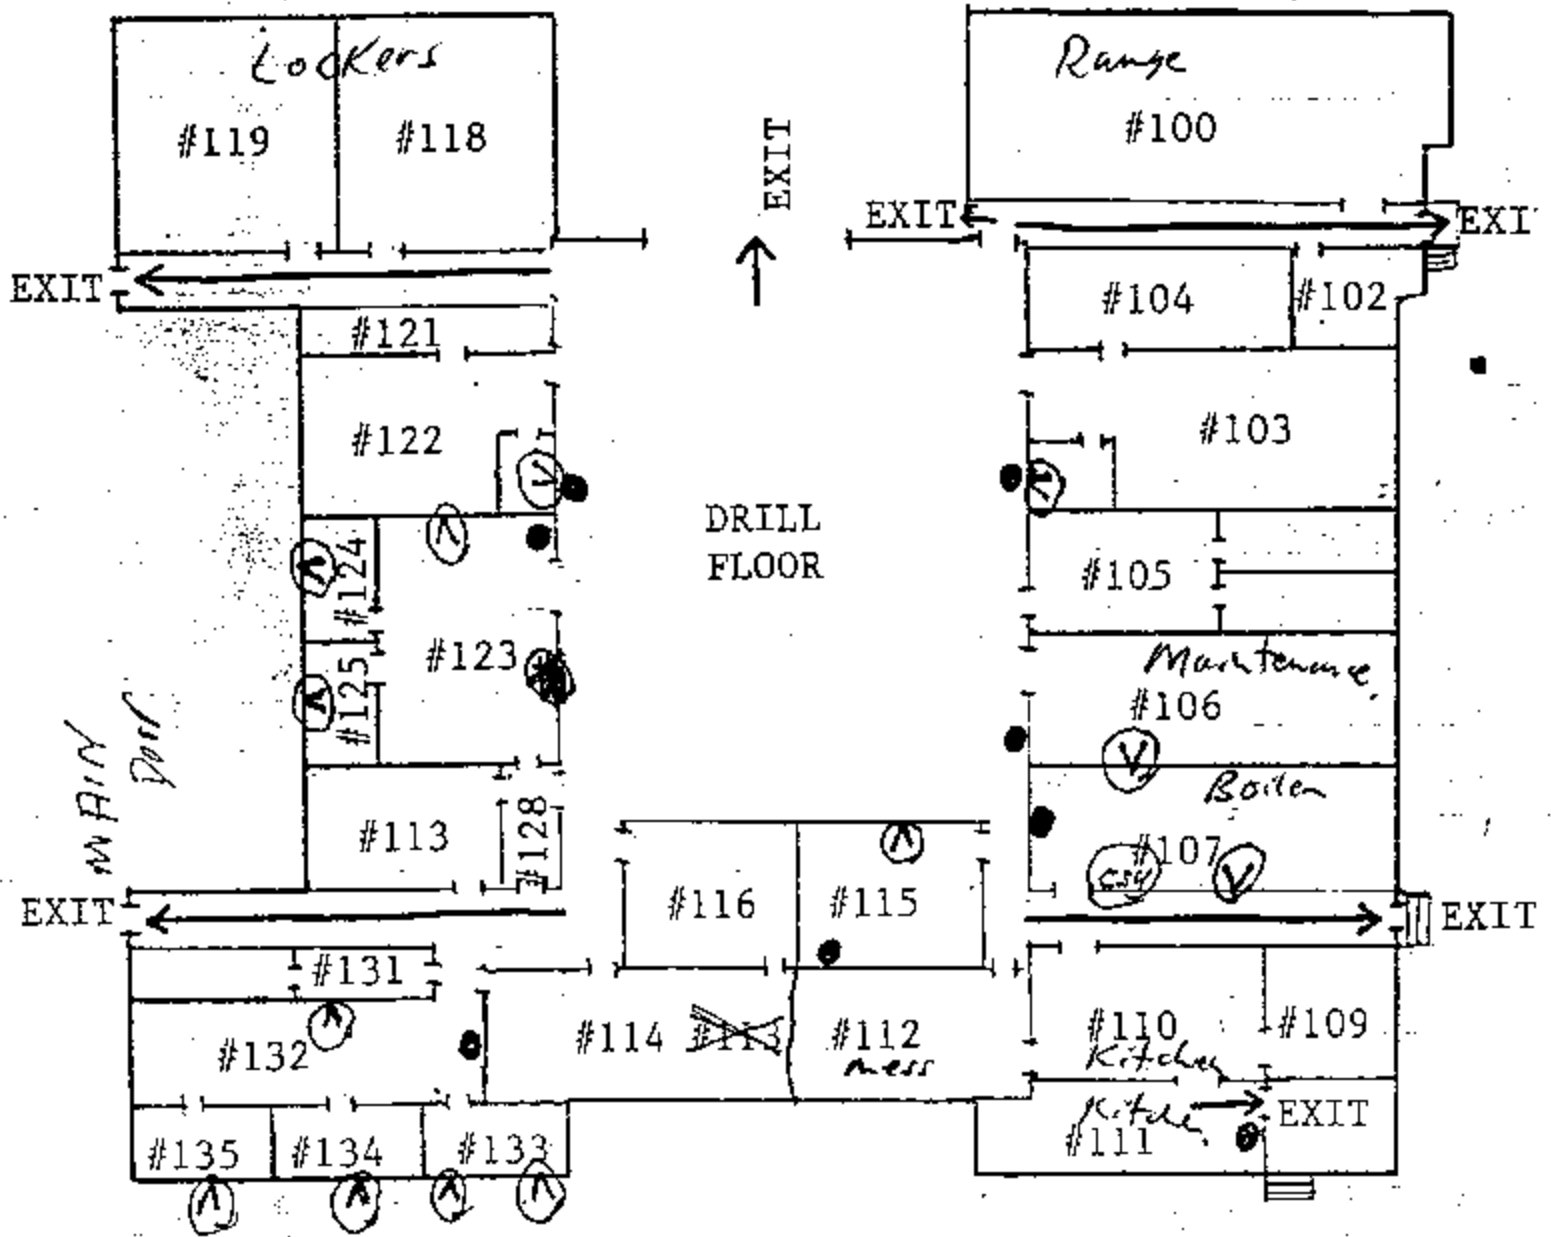 Lockers
Range
#119
#118
#100
EXIT
EXIT
EXI
EXIT
#104
#102
#121
#122
#103
DRILL
FLOOR
#124
#105
#123
#125
Maintenance
#106
MAIN
Door
Boiler
#113
#128
#107
CSU
#116
#115
EXIT
EXIT
#131
#132
#114
#113
#112
mess
#110
Kitchen
#109
Kitchen
EXIT
#111
#135
#134
#133
V
V
V
V
V
V
V
V
V
V
V
V
V
V